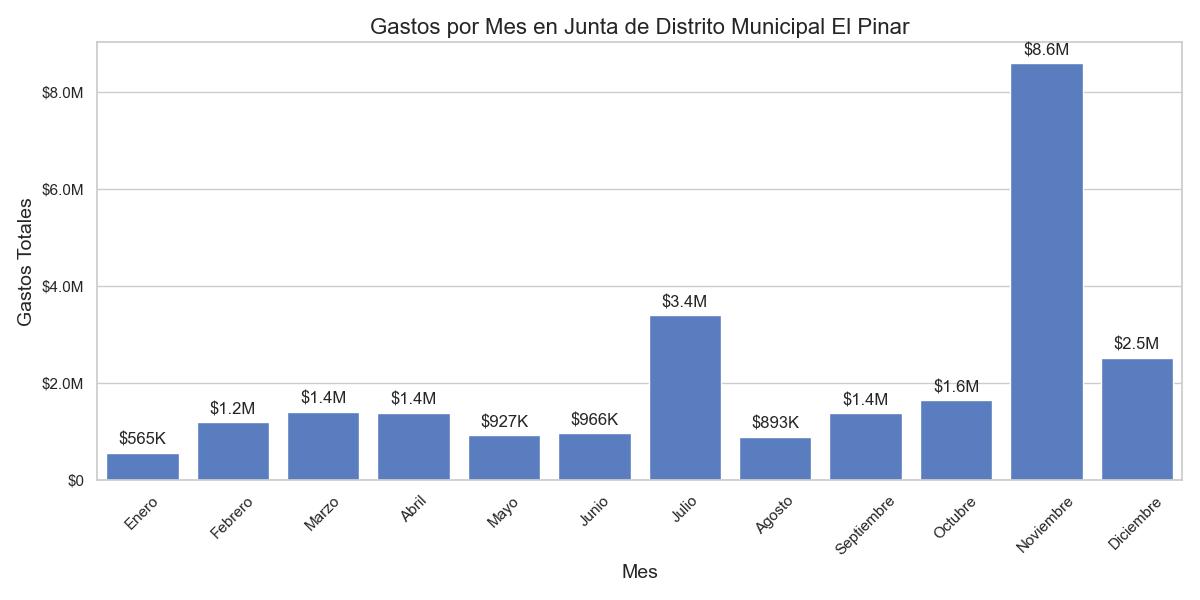 Gastos por Mes en Junta de Distrito Municipal El Pinar
Gastos Totales
$8.0M
$6.0M
$4.0M
$2.0M
$0
$565K
$1.2M
$1.4M
$1.4M
$927K
$966K
$3.4M
$893K
$1.4M
$1.6M
$8.6M
$2.5M
Enero
Febrero
Marzo
Abril
Mayo
Junio
Julio
Agosto
Septiembre
Octubre
Noviembre
Diciembre
Mes